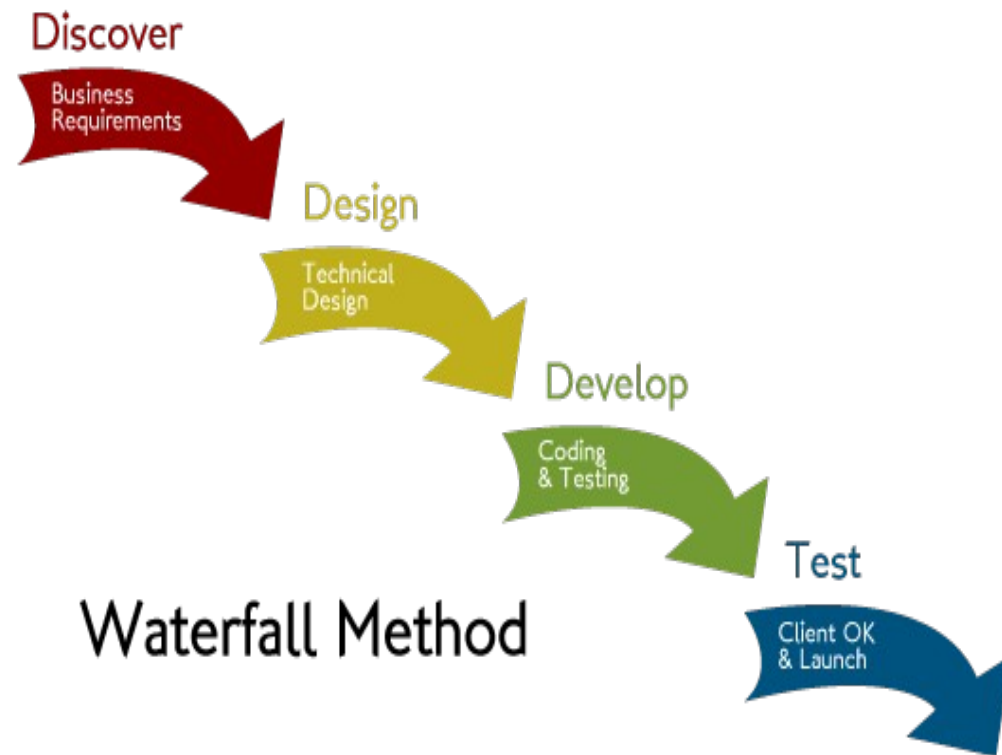 Discover
Business
Requirements
Design
Technical
Design
Develop
Coding
& Testing
Test
Client OK
& Launch
Waterfall Method